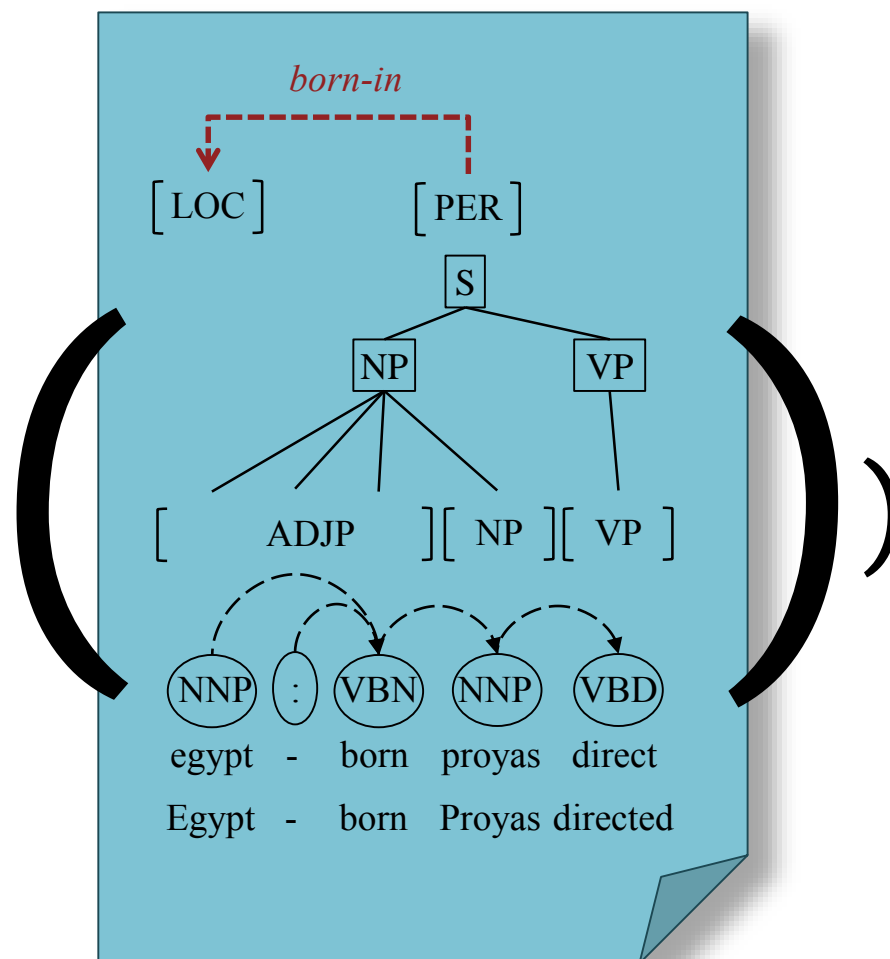 born-in
[ LOC ] [ PER ]
S
NP VP
[ ADJP ] [ NP ] [ VP ]
NNP : VBN NNP VBD
egypt - born proyas direct
Egypt - born Proyas directed
( ) )